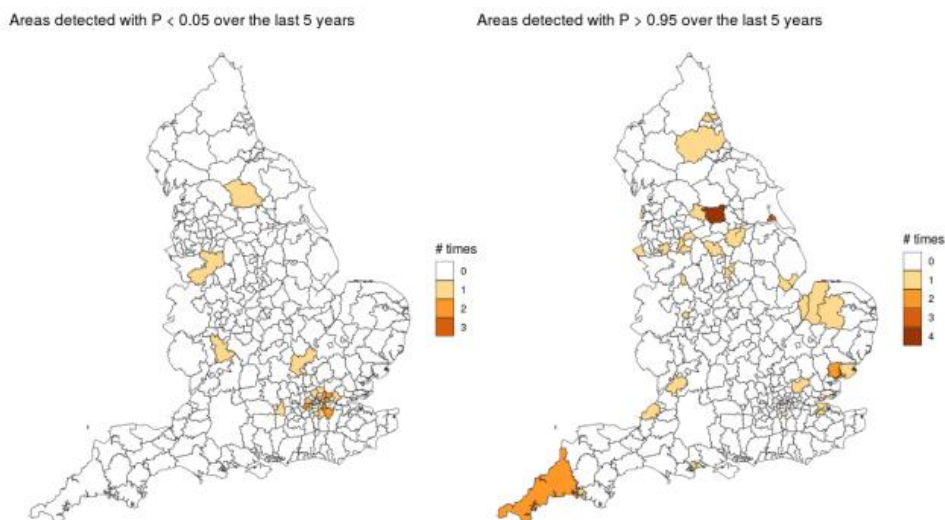 Areas detected with P < 0.05 over the last 5 years
Areas detected with P > 0.95 over the last 5 years
# times
0
1
2
3
# times
0
1
2
3
4